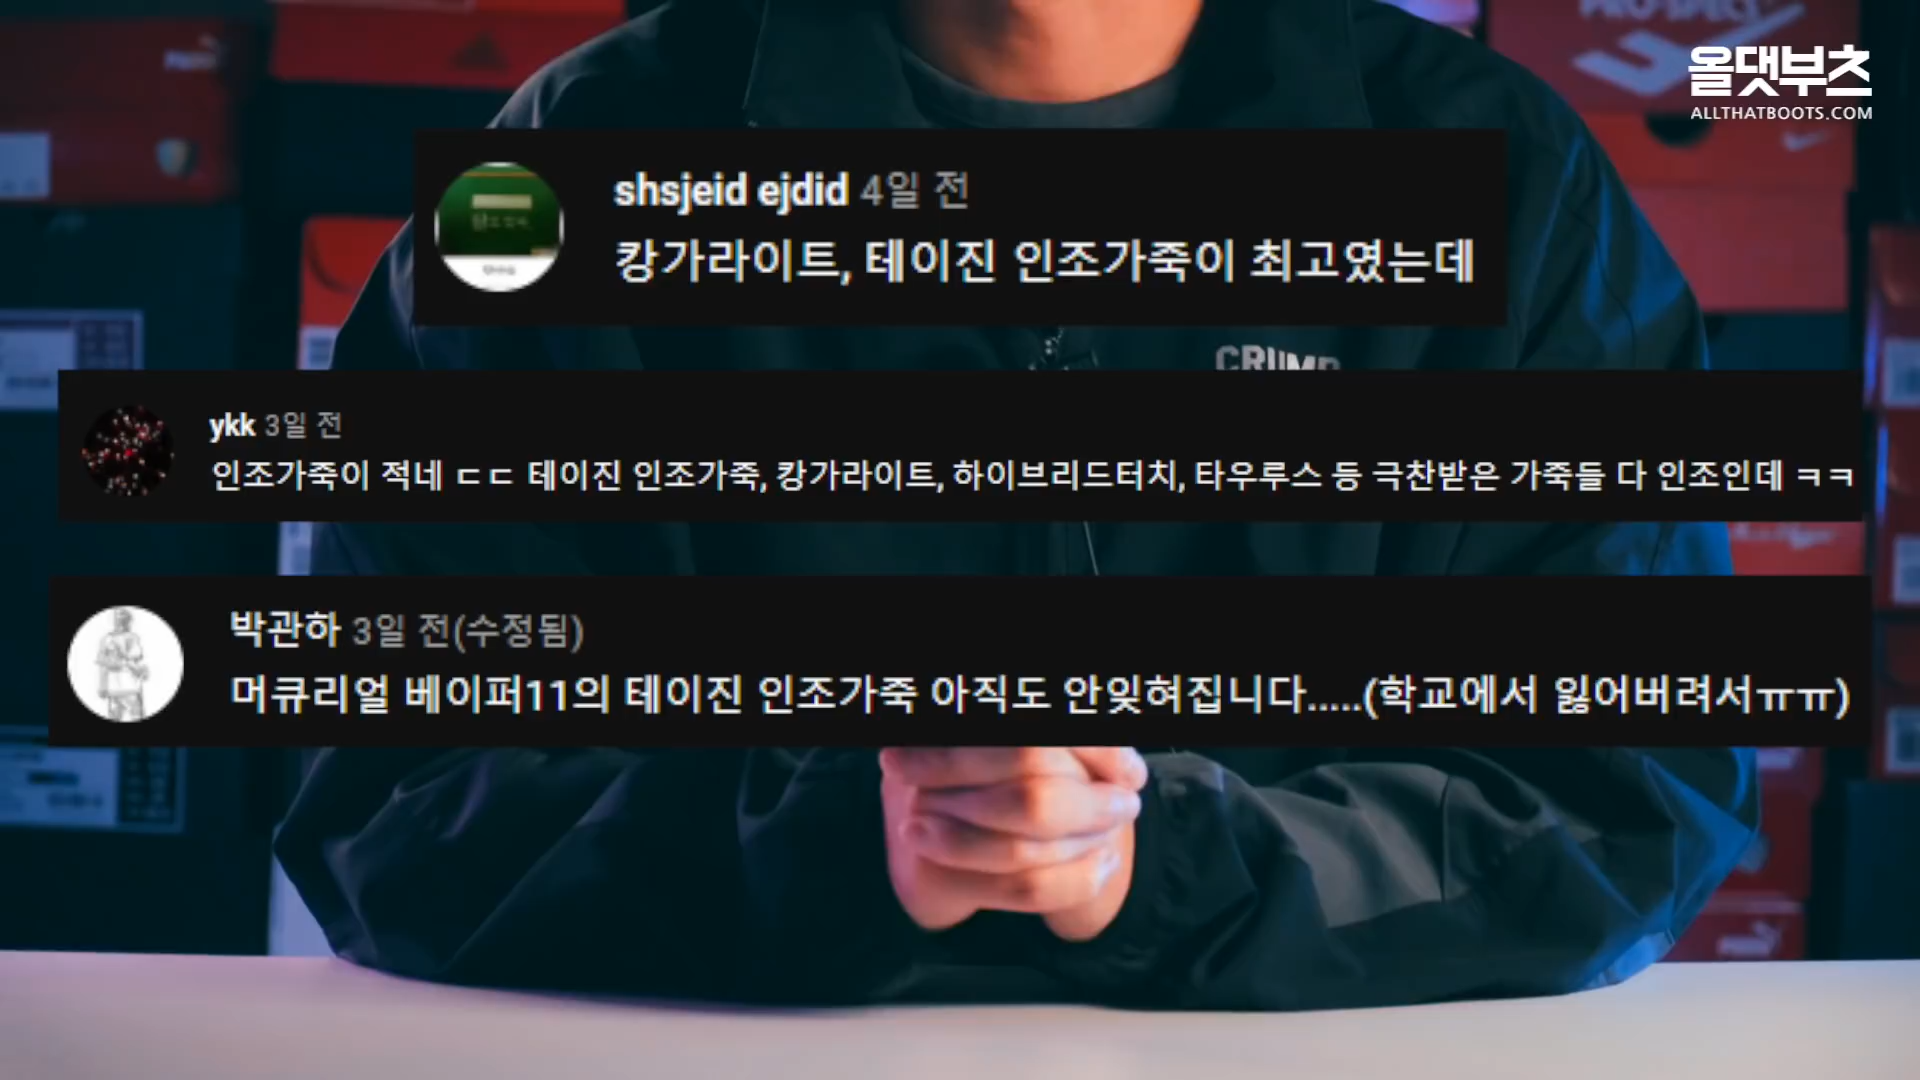 PRO:SPECT
올댓부츠
ALLTHATBOOTS.COM
shsjeid ejdid 4일 전
캉가라이트, 테이진 인조가죽이 최고였는데
CRUMP
ykk 3일 전
인조가죽이 적네 ㄷㄷ 테이진 인조가죽, 캉가라이트, 하이브리드터치, 타우루스 등 극찬받은 가죽들 다 인조인데 ㅋㅋ
박관하 3일 전(수정됨)
머큐리얼 베이퍼11의 테이진 인조가죽 아직도 안잊혀집니다.....(학교에서 잃어버려서ㅠㅠ)